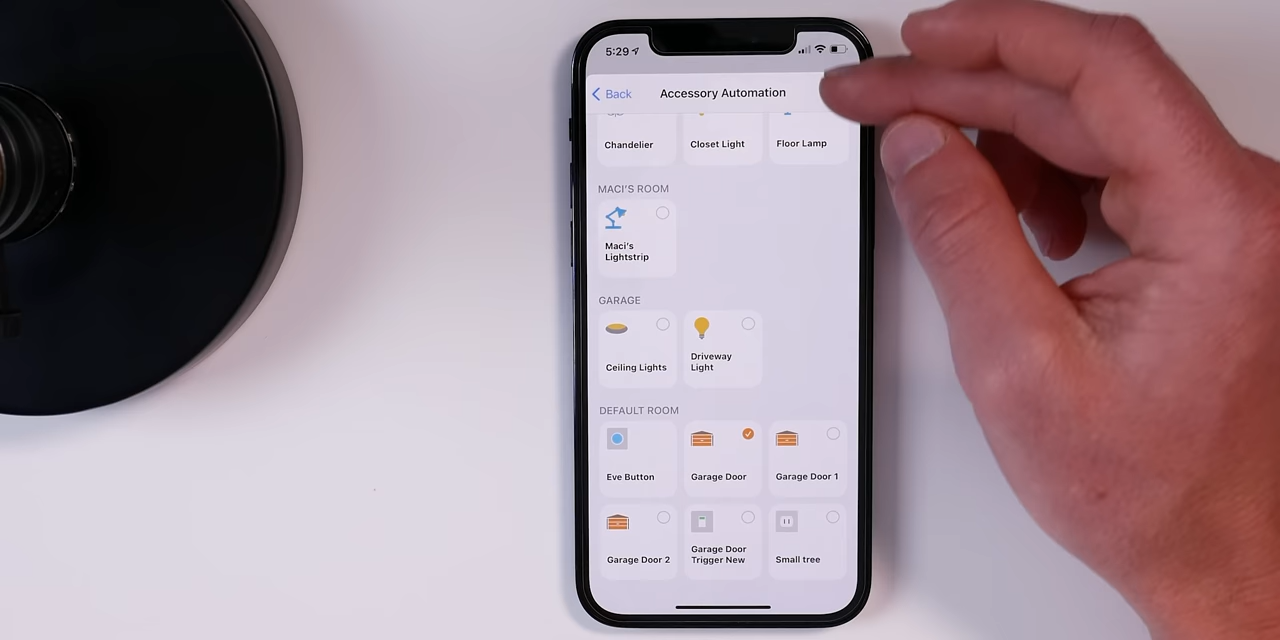 5:29
Back
Accessory Automation
Chandelier
Closet Light
Floor Lamp
MACI'S ROOM
Maci's
Lightstrip
GARAGE
Ceiling Lights
Driveway
Light
DEFAULT ROOM
Eve Button
Garage Door
Garage Door 1
Garage Door 2
Garage Door
Trigger New
Small tree